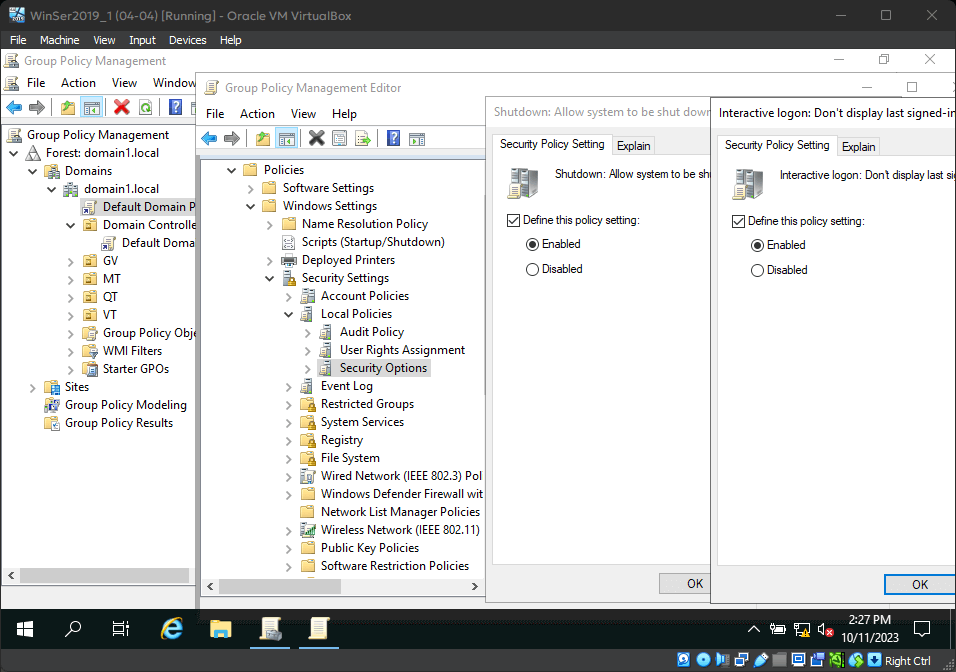 WinSer2019_1 (04-04) [Running] - Oracle VM VirtualBox
File Machine View Input Devices Help
Group Policy Management
File Action View Window
Group Policy Management
Forest: domain1.local
Domains
domain1.local
Default Domain P
Domain Controlle
Default Doma
GV
MT
QT
VT
Group Policy Obje
WMI Filters
Starter GPOs
Sites
Group Policy Modeling
Group Policy Results
Group Policy Management Editor
File Action View Help
Policies
Software Settings
Windows Settings
Name Resolution Policy
Scripts (Startup/Shutdown)
Deployed Printers
Security Settings
Account Policies
Local Policies
Audit Policy
User Rights Assignment
Security Options
Event Log
Restricted Groups
System Services
Registry
File System
Wired Network (IEEE 802.3) Pol
Windows Defender Firewall wit
Network List Manager Policies
Wireless Network (IEEE 802.11)
Public Key Policies
Software Restriction Policies
Shutdown: Allow system to be shut down
Security Policy Setting Explain
Shutdown: Allow system to be sh
Define this policy setting:
Enabled
Disabled
OK
Interactive logon: Don't display last signed-in
Security Policy Setting Explain
Interactive logon: Don't display last sig
Define this policy setting:
Enabled
Disabled
OK
2:27 PM
10/11/2023
Right Ctrl